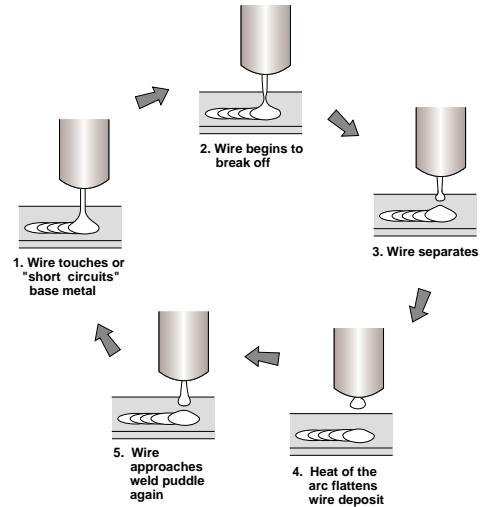 1. Wire touches or
"short circuits"
base metal
2. Wire begins to
break off
3. Wire separates
4. Heat of the
arc flattens
wire deposit
5. Wire
approaches
weld puddle
again